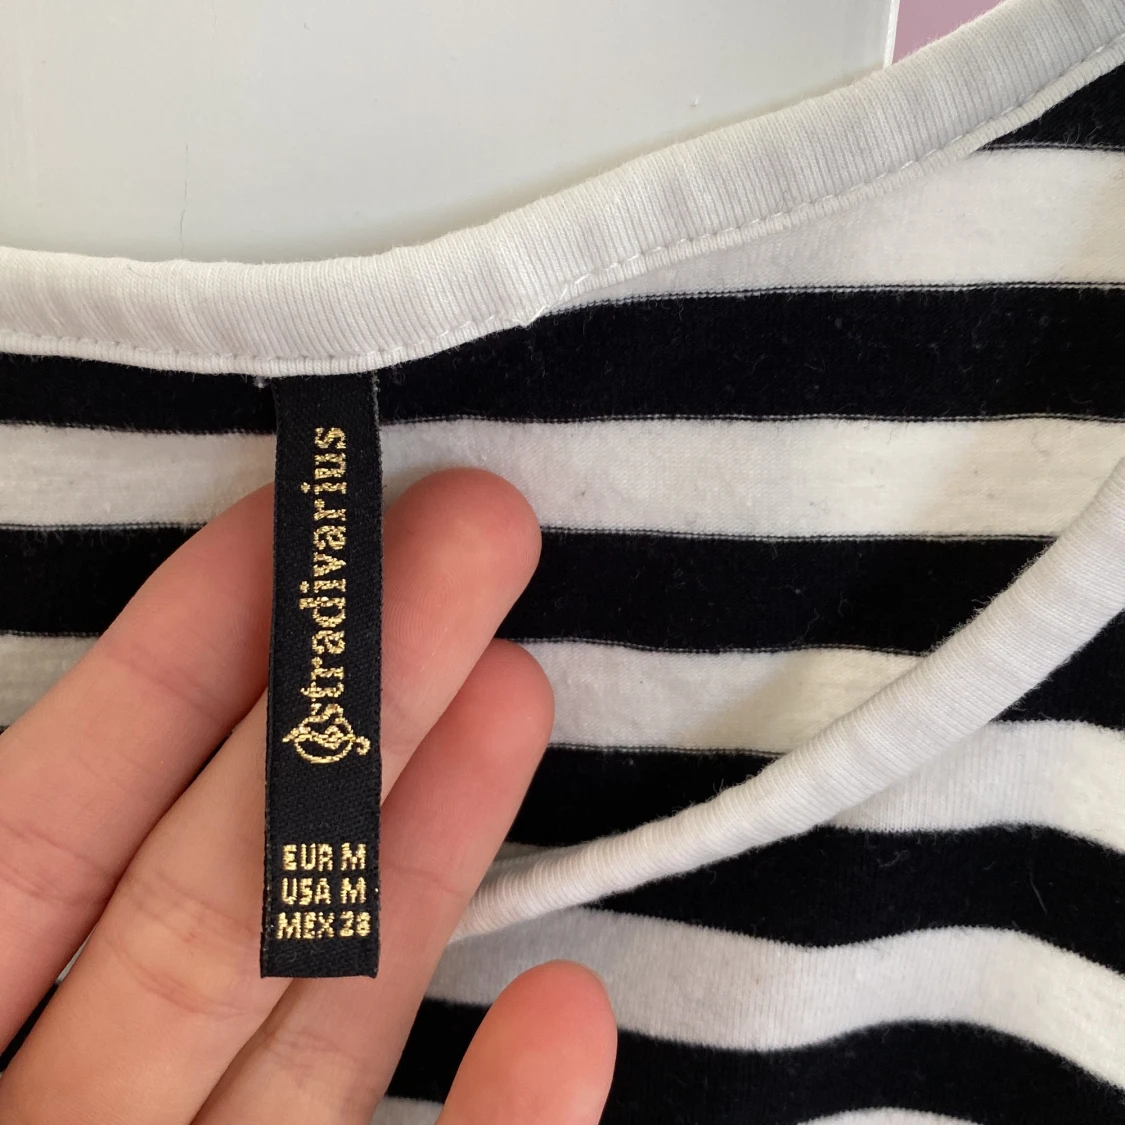 stradivarius
EUR M
USA M
MEX 28